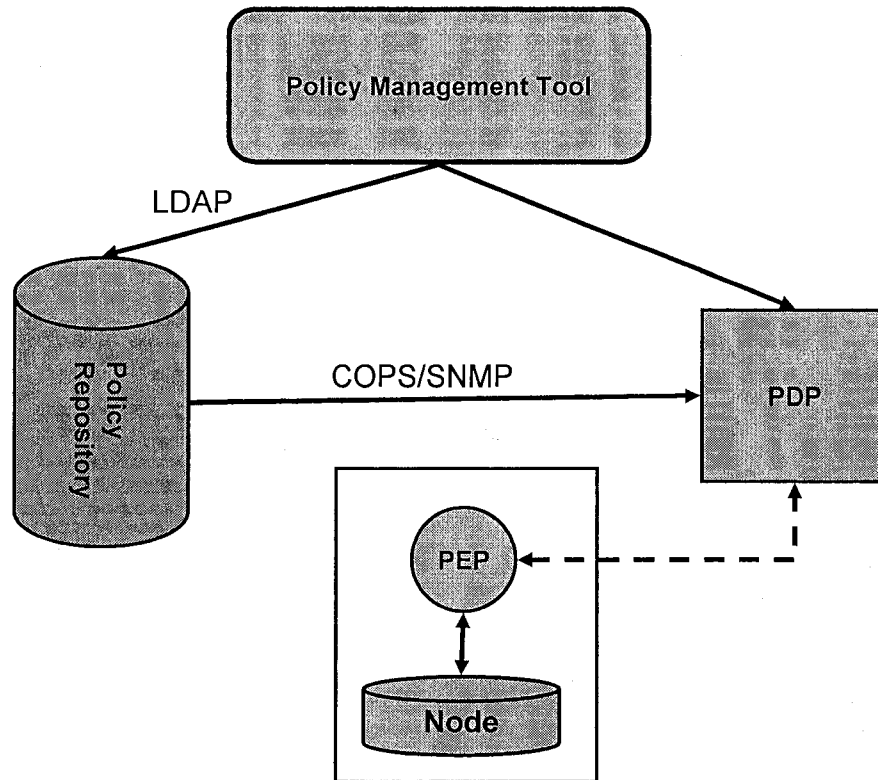 Policy Management Tool
LDAP
Policy
Repository
COPS/SNMP
PDP
PEP
Node